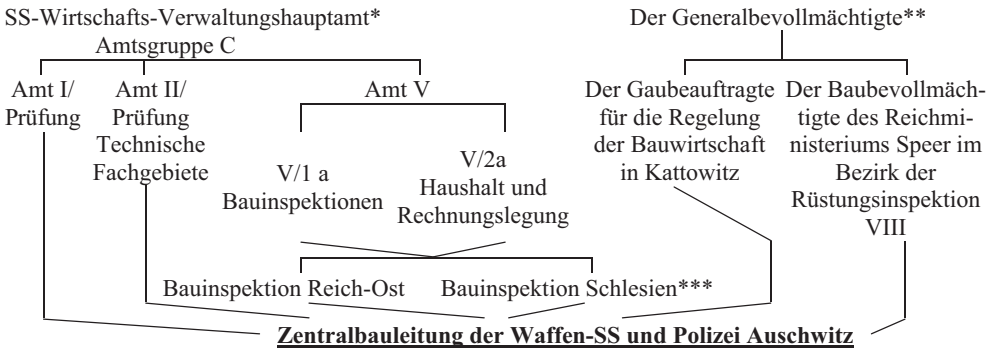 SS-Wirtschafts-Verwaltungshauptamt*
Amtsgruppe C
Der Generalbevollmächtigte**
Amt I/
Prüfung
Amt II/
Prüfung
Technische
Fachgebiete
Amt V
V/1 a
Bauinspektionen
V/2a
Haushalt und
Rechnungslegung
Der Gaubeauftragte
für die Regelung
der Bauwirtschaft
in Kattowitz
Der Baubevollmäch-
tigte des Reichmi-
nisteriums Speer im
Bezirk der
Rüstungsinspektion
VIII
Bauinspektion Reich-Ost
Bauinspektion Schlesien***
Zentralbauleitung der Waffen-SS und Polizei Auschwitz